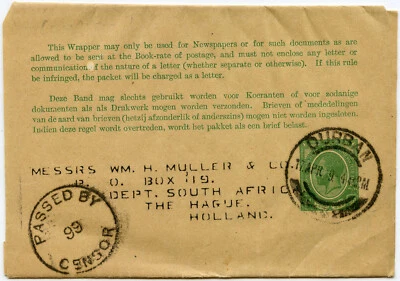 This Wrapper may only be used for Newspapers or for such documents as are
allowed to be sent at the Book-rate of postage, and must not enclose any letter or
communication of the nature of a letter (whether separate or otherwise). If this rule
be infringed, the packet will be charged as a letter.
Deze Band mag slechts gebruikt worden voor Koeranten of voor zodanige
dokumenten als als Drukwerk mogen worden verzonden. Brieven of mededelingen
van de aard van brieven (hetzij afzonderlik of anderszins) mogen niet worden ingesloten.
Indien deze regel wordt overtreden, wordt het pakket als een brief belast.
DURBAN
APR
PM
MESSRS WM. H. MULLER & CO.
P. O. BOX 119.
DEPT. SOUTH AFRIC
THE HAGUE.
HOLLAND.
PASSED BY
99
CENSOR